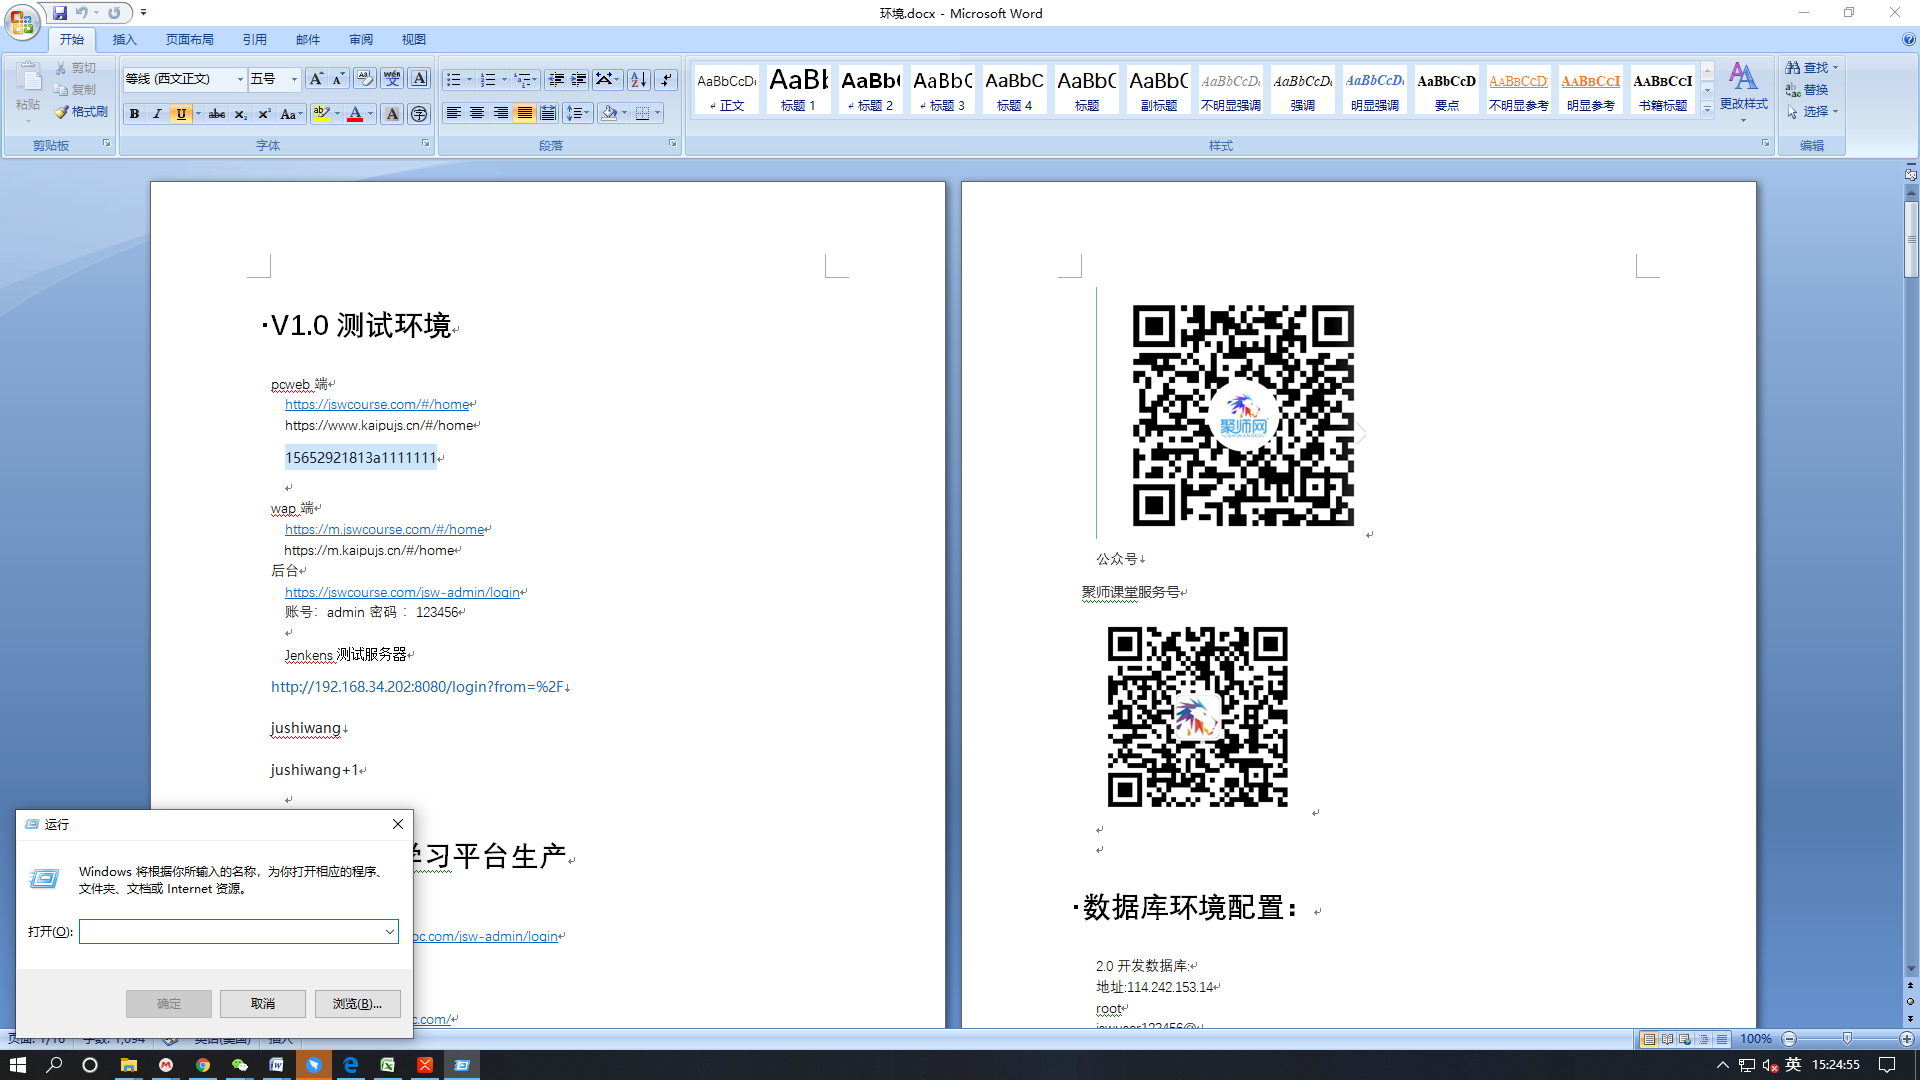 环境.docx - Microsoft Word
开始 插入 页面布局 引用 邮件 审阅 视图
粘贴
剪切
复制
格式刷
剪贴板
等线 (西文正文) 五号
字体
段落
AaBbCcDc 正文
AaBb 标题 1
AaBb( 标题 2
AaBbC 标题 3
AaBbC 标题 4
AaBbC 标题
AaBbC 副标题
AaBbCcDc 不明显强调
AaBbCcDc 强调
AaBbCcDc 明显强调
AaBbCcD 要点
AaBbCcD 不明显参考
AaBbCcI 明显参考
AaBbCcI 书籍标题
更改样式
样式
查找
替换
选择
编辑
·V1.0 测试环境
pcweb 端
https://jswcourse.com/#/home
https://www.kaipujs.cn/#/home
15652921813a1111111
wap 端
https://m.jswcourse.com/#/home
https://m.kaipujs.cn/#/home
后台
https://jswcourse.com/jsw-admin/login
账号：admin 密码 ：123456
Jenkens 测试服务器
http://192.168.34.202:8080/login?from=%2F
jushiwang
jushiwang+1
学习平台生产
oc.com/jsw-admin/login
c.com/
聚师网
公众号
聚师课堂服务号
·数据库环境配置：
2.0 开发数据库:
地址:114.242.153.14
root
jswuser123456@
运行
Windows 将根据你所输入的名称，为你打开相应的程序、
文件夹、文档或 Internet 资源。
打开(O):
确定 取消 浏览(B)...
页面: 1/16 字数: 1,094 英语(美国) 插入
100%
英 15:24:55